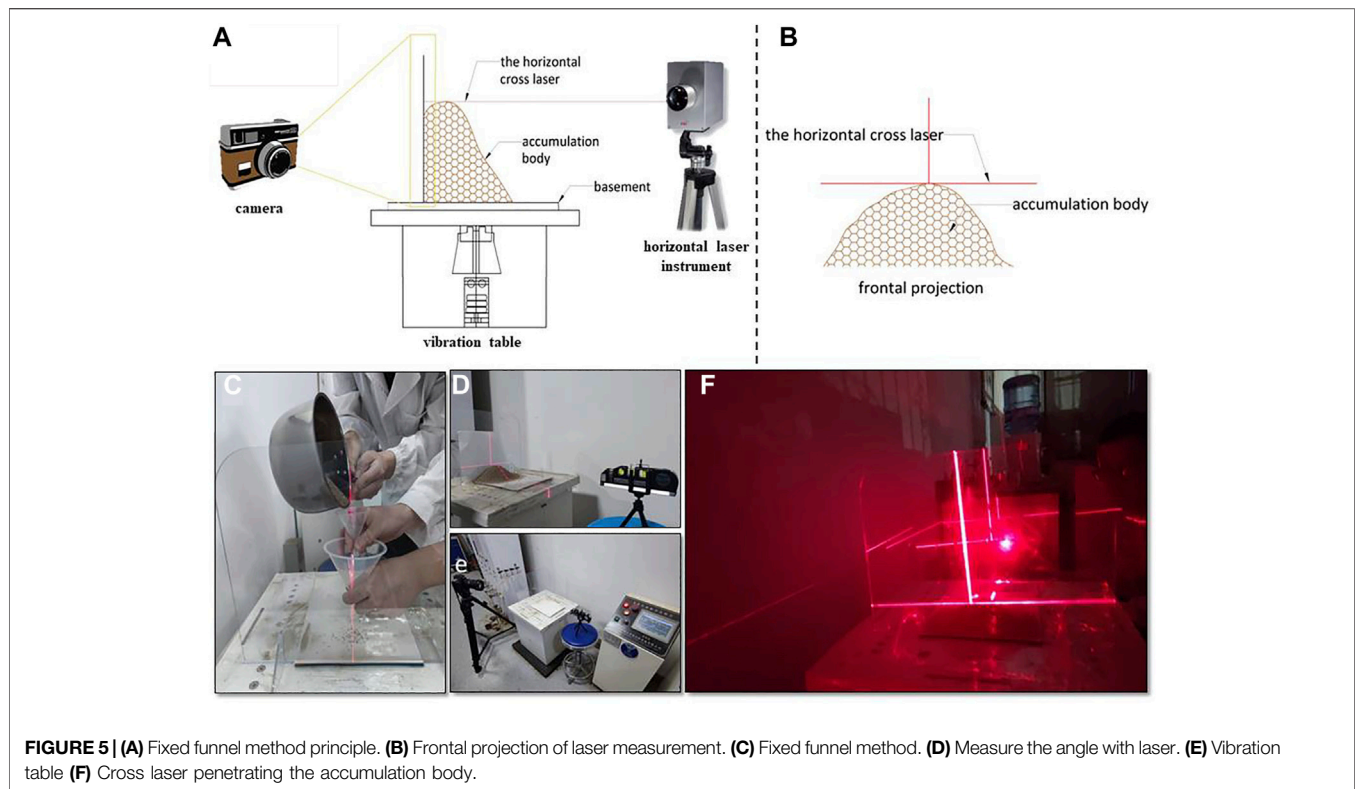 A
the horizontal
cross laser
accumulation
body
basement
camera
horizontal laser
instrument
vibration table
B
the horizontal cross laser
accumulation body
frontal projection
C
D
e
F
FIGURE 5 | (A) Fixed funnel method principle. (B) Frontal projection of laser measurement. (C) Fixed funnel method. (D) Measure the angle with laser. (E) Vibration
table (F) Cross laser penetrating the accumulation body.